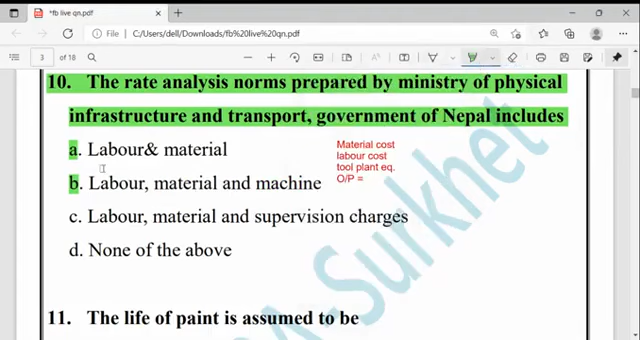 *fb live qn.pdf
File
C:/Users/dell/Downloads/fb%20live%20qn.pdf
3 of 18
10. The rate analysis norms prepared by ministry of physical
infrastructure and transport, government of Nepal includes
a. Labour& material
b. Labour, material and machine
c. Labour, material and supervision charges
d. None of the above
Material cost
labour cost
tool plant eq.
O/P =
11. The life of paint is assumed to be
A-Surkhet